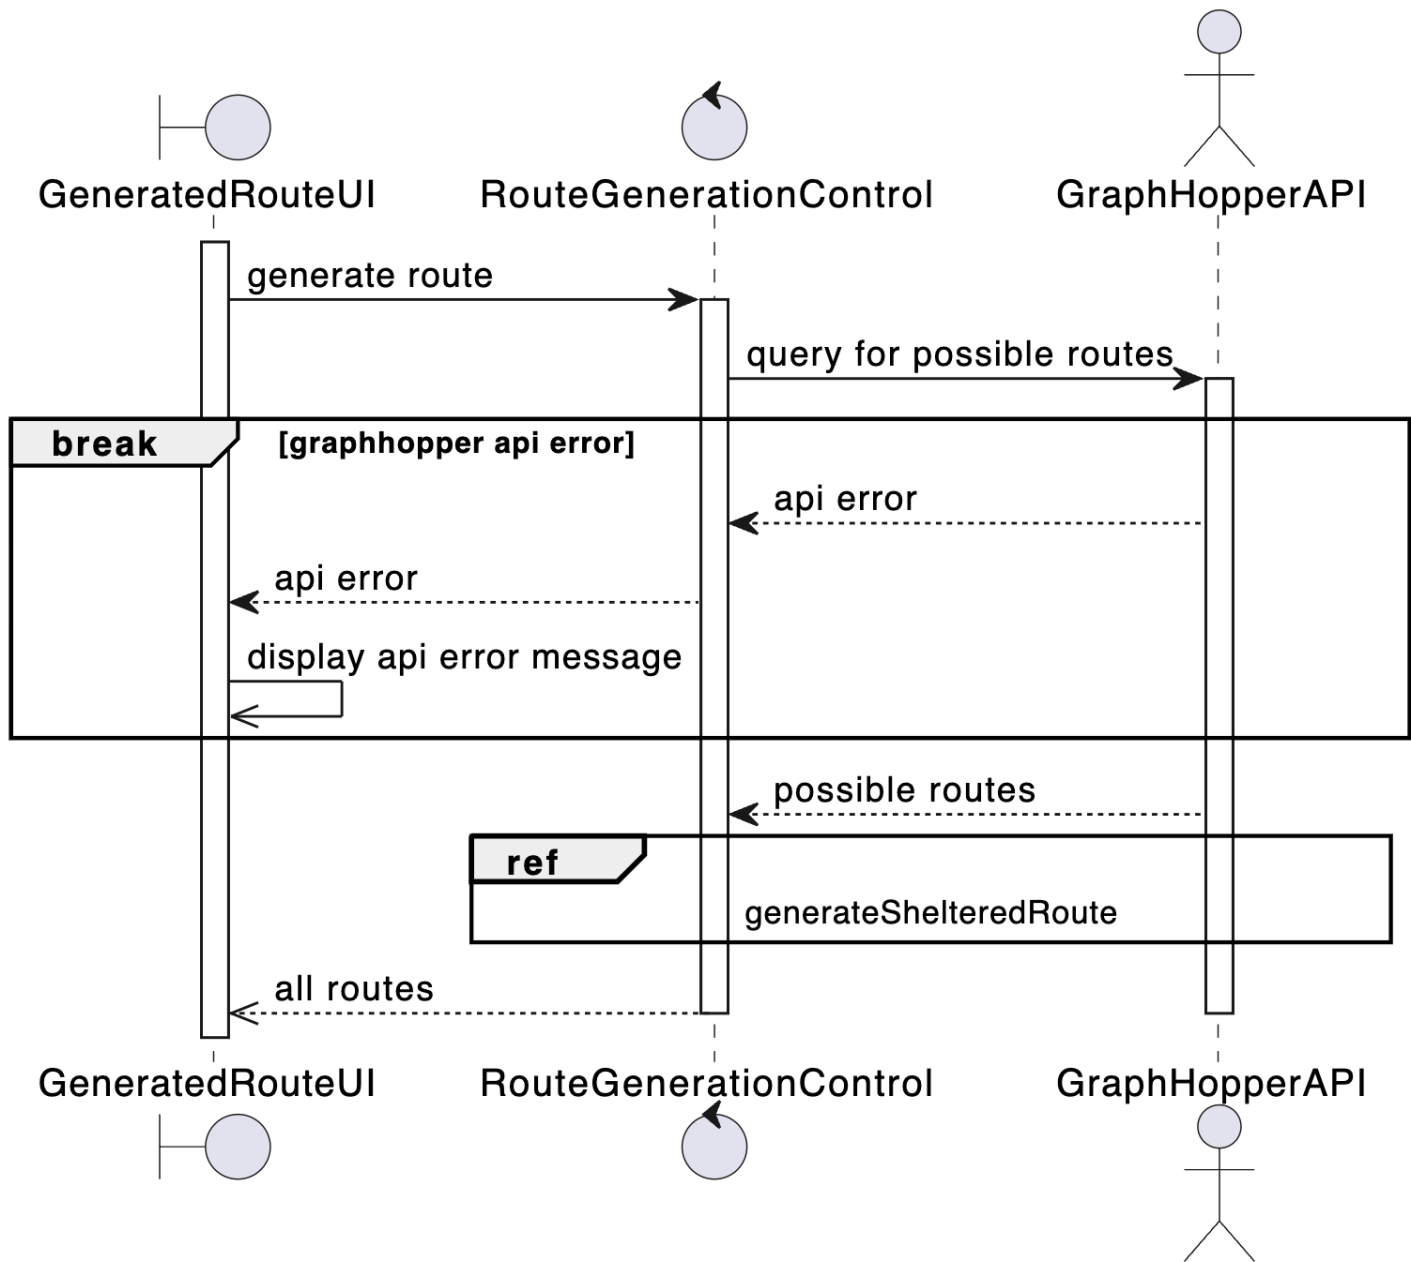 GeneratedRouteUI
RouteGenerationControl
GraphHopperAPI
generate route
query for possible routes
break
[graphhopper api error]
api error
api error
display api error message
possible routes
ref
generateShelteredRoute
all routes
GeneratedRouteUI
RouteGenerationControl
GraphHopperAPI